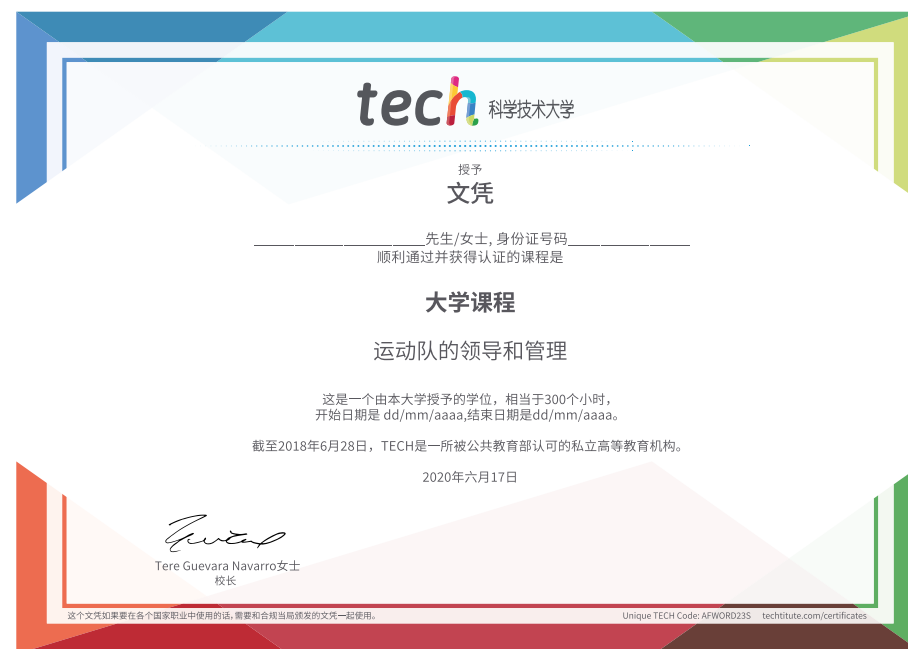 tech 科学技术大学
授予
文凭
____________________先生/女士, 身份证号码______________
顺利通过并获得认证的课程是
大学课程
运动队的领导和管理
这是一个由本大学授予的学位，相当于300个小时，
开始日期是 dd/mm/aaaa,结束日期是dd/mm/aaaa。
截至2018年6月28日，TECH是一所被公共教育部认可的私立高等教育机构。
2020年六月17日
Tere Guevara Navarro女士
校长
这个文凭如果要在各个国家职业中使用的话,需要和合规当局颁发的文凭一起使用。
Unique TECH Code: AFWORD23S techtitute.com/certificates